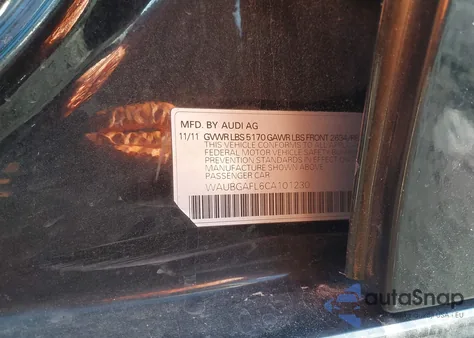 MFD. BY AUDI AG
11/11 GVWR LBS 5170 GAWR LBS FRONT
THIS VEHICLE CONFORMS TO ALL
FEDERAL MOTOR VEHICLE SAFETY
PREVENTION STANDARDS IN EFFECT
MANUFACTURE SHOWN ABOVE
PASSENGER CAR
WAUBGAFL6CA101230
autaSnap